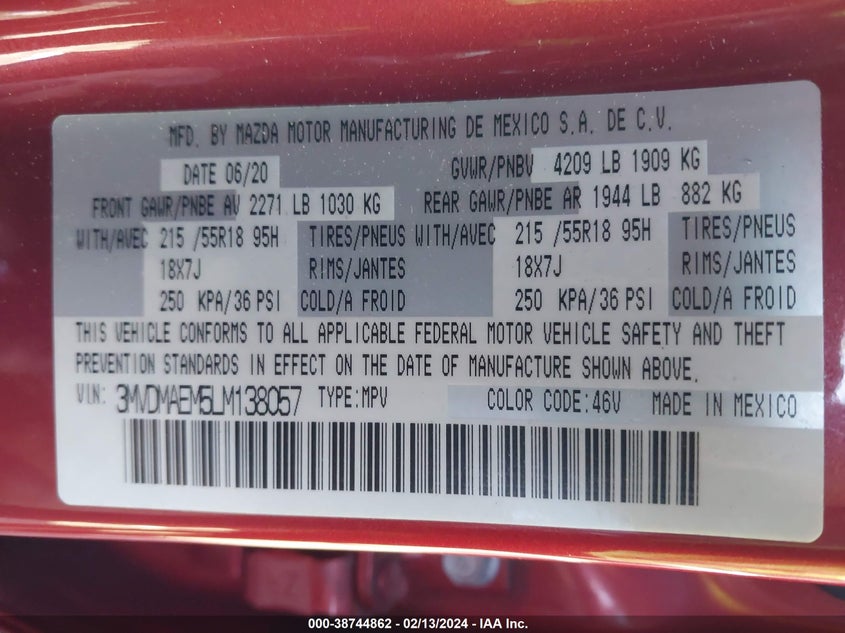 MFD. BY MAZDA MOTOR MANUFACTURING DE MEXICO S.A. DE C.V.
DATE 06/20 GVWR/PNBV 4209 LB 1909 KG
FRONT GAWR/PNBE AV 2271 LB 1030 KG REAR GAWR/PNBE AR 1944 LB 882 KG
WITH/AVEC 215 /55R18 95H TIRES/PNEUS WITH/AVEC 215 /55R18 95H TIRES/PNEUS
18X7J RIMS/JANTES 18X7J RIMS/JANTES
250 KPA/36 PSI COLD/A FROID 250 KPA/36 PSI COLD/A FROID
THIS VEHICLE CONFORMS TO ALL APPLICABLE FEDERAL MOTOR VEHICLE SAFETY AND THEFT
PREVENTION STANDARDS IN EFFECT ON THE DATE OF MANUFACTURE SHOWN ABOVE.
VIN: 3MVDMAEM5LM138057 TYPE:MPV COLOR CODE:46V MADE IN MEXICO
000-38744862 - 02/13/2024 - IAA Inc.